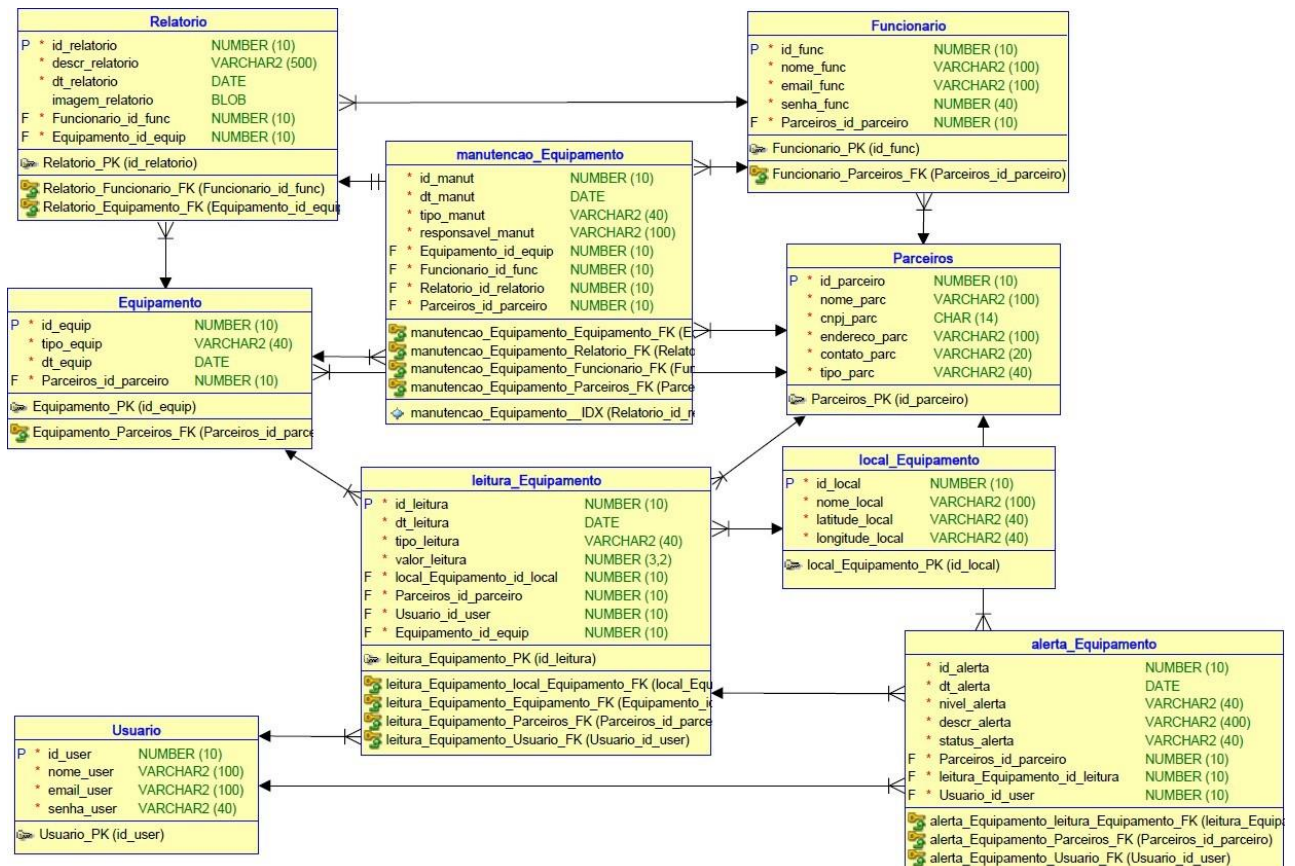 Relatorio
P * id_relatorio NUMBER (10)
* descr_relatorio VARCHAR2 (500)
* dt_relatorio DATE
imagem_relatorio BLOB
F * Funcionario_id_func NUMBER (10)
F * Equipamento_id_equip NUMBER (10)
Relatorio_PK (id_relatorio)
Relatorio_Funcionario_FK (Funcionario_id_func)
Relatorio_Equipamento_FK (Equipamento_id_equi
Funcionario
P * id_func NUMBER (10)
* nome_func VARCHAR2 (100)
* email_func VARCHAR2 (100)
* senha_func NUMBER (40)
F * Parceiros_id_parceiro NUMBER (10)
Funcionario_PK (id_func)
Funcionario_Parceiros_FK (Parceiros_id_parceiro)
manutencao_Equipamento
* id_manut NUMBER (10)
* dt_manut DATE
* tipo_manut VARCHAR2 (40)
* responsavel_manut VARCHAR2 (100)
F * Equipamento_id_equip NUMBER (10)
F * Funcionario_id_func NUMBER (10)
F * Relatorio_id_relatorio NUMBER (10)
F * Parceiros_id_parceiro NUMBER (10)
manutencao_Equipamento_Equipamento_FK (E
manutencao_Equipamento_Relatorio_FK (Relato
manutencao_Equipamento_Funcionario_FK (Fun
manutencao_Equipamento_Parceiros_FK (Parce
manutencao_Equipamento__IDX (Relatorio_id_r
Parceiros
P * id_parceiro NUMBER (10)
* nome_parc VARCHAR2 (100)
* cnpj_parc CHAR (14)
* endereco_parc VARCHAR2 (100)
* contato_parc VARCHAR2 (20)
* tipo_parc VARCHAR2 (40)
Parceiros_PK (id_parceiro)
Equipamento
P * id_equip NUMBER (10)
* tipo_equip VARCHAR2 (40)
* dt_equip DATE
F * Parceiros_id_parceiro NUMBER (10)
Equipamento_PK (id_equip)
Equipamento_Parceiros_FK (Parceiros_id_parce
leitura_Equipamento
P * id_leitura NUMBER (10)
* dt_leitura DATE
* tipo_leitura VARCHAR2 (40)
* valor_leitura NUMBER (3,2)
F * local_Equipamento_id_local NUMBER (10)
F * Parceiros_id_parceiro NUMBER (10)
F * Usuario_id_user NUMBER (10)
F * Equipamento_id_equip NUMBER (10)
leitura_Equipamento_PK (id_leitura)
leitura_Equipamento_local_Equipamento_FK (local_Equ
leitura_Equipamento_Equipamento_FK (Equipamento_i
leitura_Equipamento_Parceiros_FK (Parceiros_id_parce
leitura_Equipamento_Usuario_FK (Usuario_id_user)
local_Equipamento
P * id_local NUMBER (10)
* nome_local VARCHAR2 (100)
* latitude_local VARCHAR2 (40)
* longitude_local VARCHAR2 (40)
local_Equipamento_PK (id_local)
Usuario
P * id_user NUMBER (10)
* nome_user VARCHAR2 (100)
* email_user VARCHAR2 (100)
* senha_user VARCHAR2 (40)
Usuario_PK (id_user)
alerta_Equipamento
* id_alerta NUMBER (10)
* dt_alerta DATE
* nivel_alerta VARCHAR2 (40)
* descr_alerta VARCHAR2 (400)
* status_alerta VARCHAR2 (40)
F * Parceiros_id_parceiro NUMBER (10)
F * leitura_Equipamento_id_leitura NUMBER (10)
F * Usuario_id_user NUMBER (10)
alerta_Equipamento_leitura_Equipamento_FK (leitura_Equip
alerta_Equipamento_Parceiros_FK (Parceiros_id_parceiro)
alerta_Equipamento_Usuario_FK (Usuario_id_user)